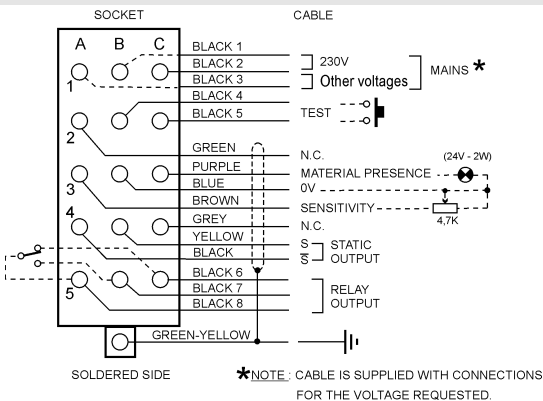 SOCKET CABLE
A B C
BLACK 1
BLACK 2 230V
BLACK 3 Other voltages MAINS *
1
BLACK 4
BLACK 5 TEST
2
GREEN N.C. (24V - 2W)
PURPLE MATERIAL PRESENCE
BLUE 0V
3
BROWN SENSITIVITY
4,7K
GREY N.C.
4
YELLOW S STATIC
BLACK S̅ OUTPUT
BLACK 6
BLACK 7 RELAY
5
BLACK 8 OUTPUT
GREEN-YELLOW
SOLDERED SIDE
*NOTE : CABLE IS SUPPLIED WITH CONNECTIONS
FOR THE VOLTAGE REQUESTED.